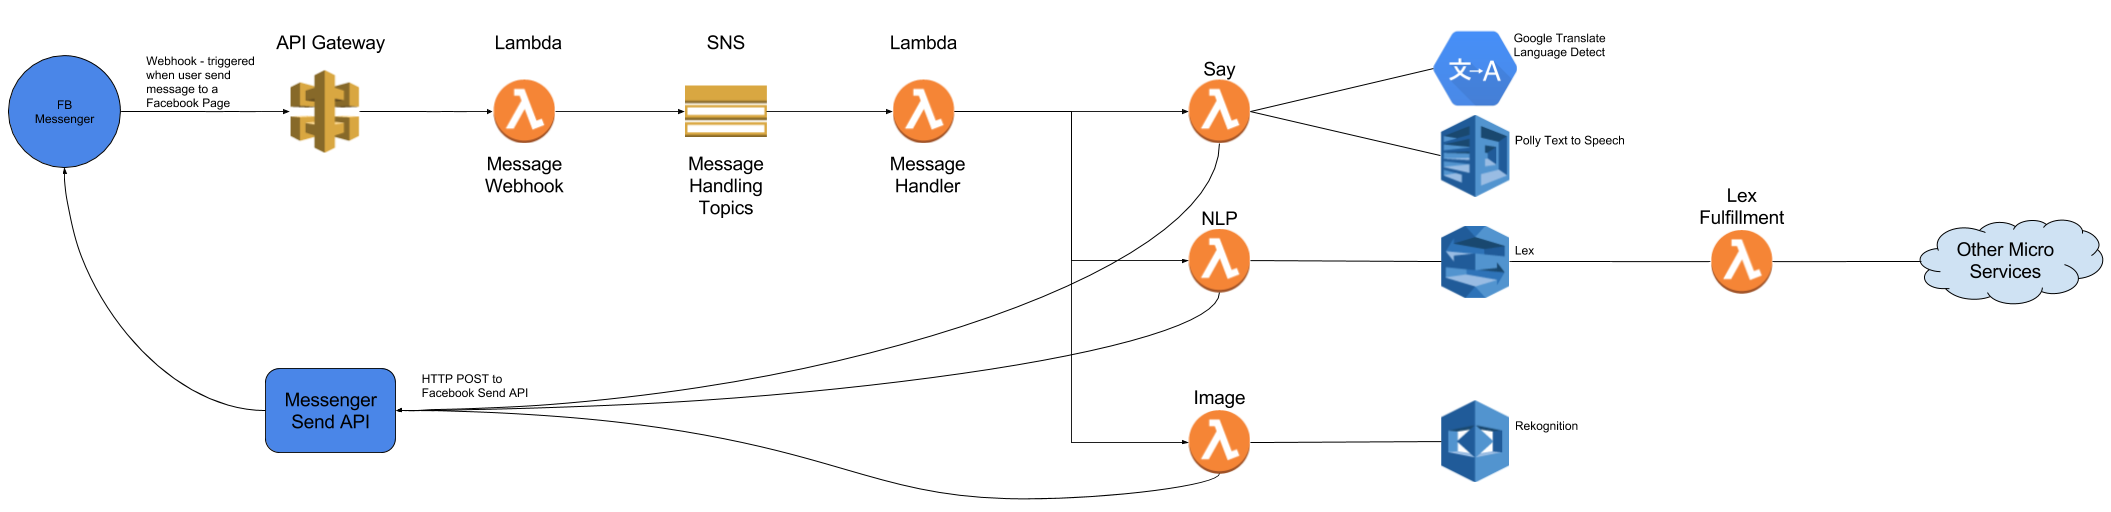 FB
Messenger
Webhook - triggered
when user send
message to a
Facebook Page
API Gateway
Lambda
Message
Webhook
SNS
Message
Handling
Topics
Lambda
Message
Handler
Say
Google Translate
Language Detect
文→A
Polly Text to Speech
NLP
Lex
Lex
Fulfillment
Other Micro
Services
Messenger
Send API
HTTP POST to
Facebook Send API
Image
Rekognition